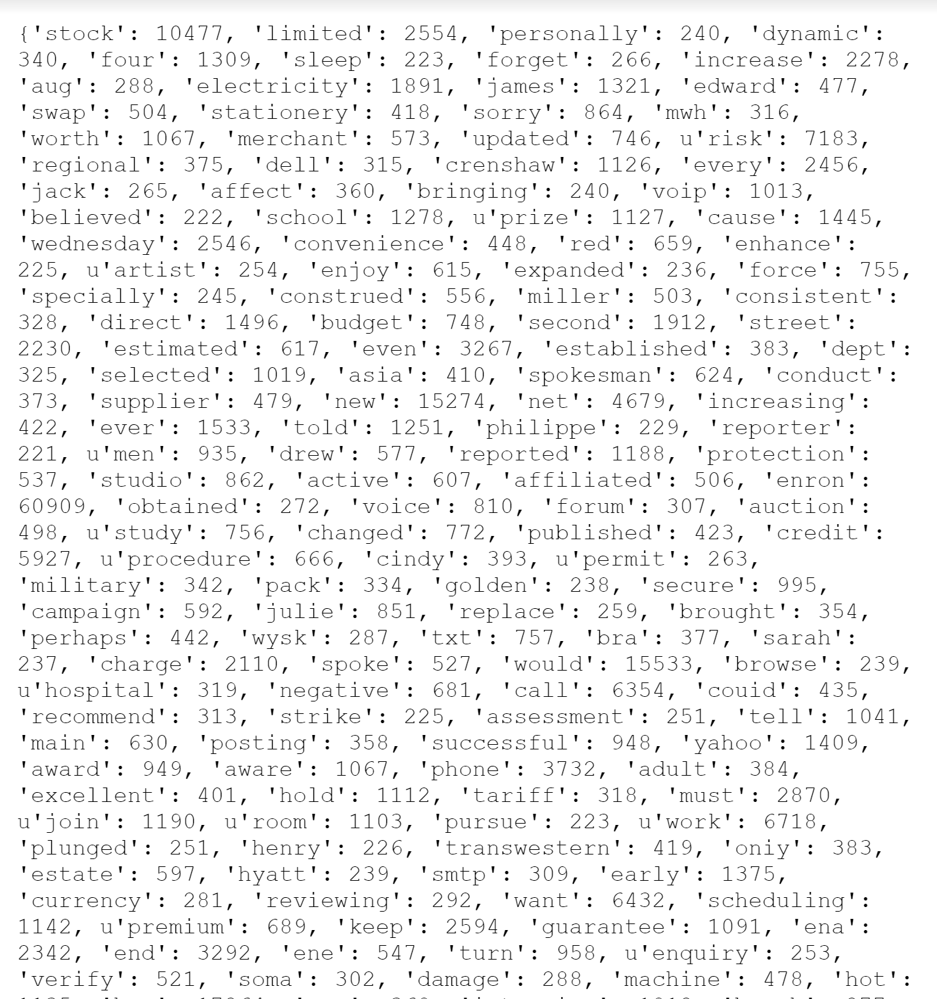 {'stock': 10477, 'limited': 2554, 'personally': 240, 'dynamic':
340, 'four': 1309, 'sleep': 223, 'forget': 266, 'increase': 2278,
'aug': 288, 'electricity': 1891, 'james': 1321, 'edward': 477,
'swap': 504, 'stationery': 418, 'sorry': 864, 'mwh': 316,
'worth': 1067, 'merchant': 573, 'updated': 746, u'risk': 7183,
'regional': 375, 'dell': 315, 'crenshaw': 1126, 'every': 2456,
'jack': 265, 'affect': 360, 'bringing': 240, 'voip': 1013,
'believed': 222, 'school': 1278, u'prize': 1127, 'cause': 1445,
'wednesday': 2546, 'convenience': 448, 'red': 659, 'enhance':
225, u'artist': 254, 'enjoy': 615, 'expanded': 236, 'force': 755,
'specially': 245, 'construed': 556, 'miller': 503, 'consistent':
328, 'direct': 1496, 'budget': 748, 'second': 1912, 'street':
2230, 'estimated': 617, 'even': 3267, 'established': 383, 'dept':
325, 'selected': 1019, 'asia': 410, 'spokesman': 624, 'conduct':
373, 'supplier': 479, 'new': 15274, 'net': 4679, 'increasing':
422, 'ever': 1533, 'told': 1251, 'philippe': 229, 'reporter':
221, u'men': 935, 'drew': 577, 'reported': 1188, 'protection':
537, 'studio': 862, 'active': 607, 'affiliated': 506, 'enron':
60909, 'obtained': 272, 'voice': 810, 'forum': 307, 'auction':
498, u'study': 756, 'changed': 772, 'published': 423, 'credit':
5927, u'procedure': 666, 'cindy': 393, u'permit': 263,
'military': 342, 'pack': 334, 'golden': 238, 'secure': 995,
'campaign': 592, 'julie': 851, 'replace': 259, 'brought': 354,
'perhaps': 442, 'wysk': 287, 'txt': 757, 'bra': 377, 'sarah':
237, 'charge': 2110, 'spoke': 527, 'would': 15533, 'browse': 239,
u'hospital': 319, 'negative': 681, 'call': 6354, 'couid': 435,
'recommend': 313, 'strike': 225, 'assessment': 251, 'tell': 1041,
'main': 630, 'posting': 358, 'successful': 948, 'yahoo': 1409,
'award': 949, 'aware': 1067, 'phone': 3732, 'adult': 384,
'excellent': 401, 'hold': 1112, 'tariff': 318, 'must': 2870,
u'join': 1190, u'room': 1103, 'pursue': 223, u'work': 6718,
'plunged': 251, 'henry': 226, 'transwestern': 419, 'oniy': 383,
'estate': 597, 'hyatt': 239, 'smtp': 309, 'early': 1375,
'currency': 281, 'reviewing': 292, 'want': 6432, 'scheduling':
1142, u'premium': 689, 'keep': 2594, 'guarantee': 1091, 'ena':
2342, 'end': 3292, 'ene': 547, 'turn': 958, u'enquiry': 253,
'verify': 521, 'soma': 302, 'damage': 288, 'machine': 478, 'hot':